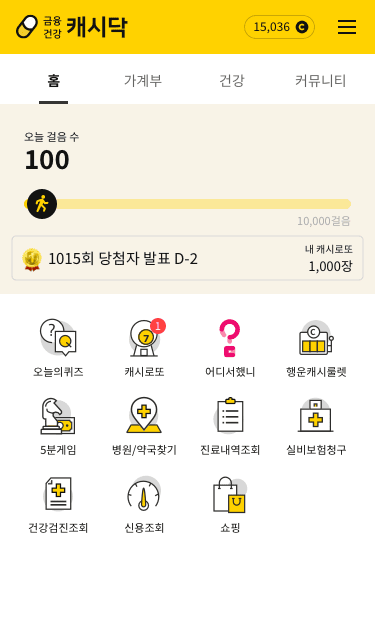 금융
건강
캐시닥
15,036 C
홈 가계부 건강 커뮤니티
오늘 걸음 수
100
10,000걸음
1015회 당첨자 발표 D-2
내 캐시로또
1,000장
?
Q
7
1
C
오늘의퀴즈 캐시로또 어디서했니 행운캐시룰렛
5분게임 병원/약국찾기 진료내역조회 실비보험청구
건강검진조회 신용조회 쇼핑